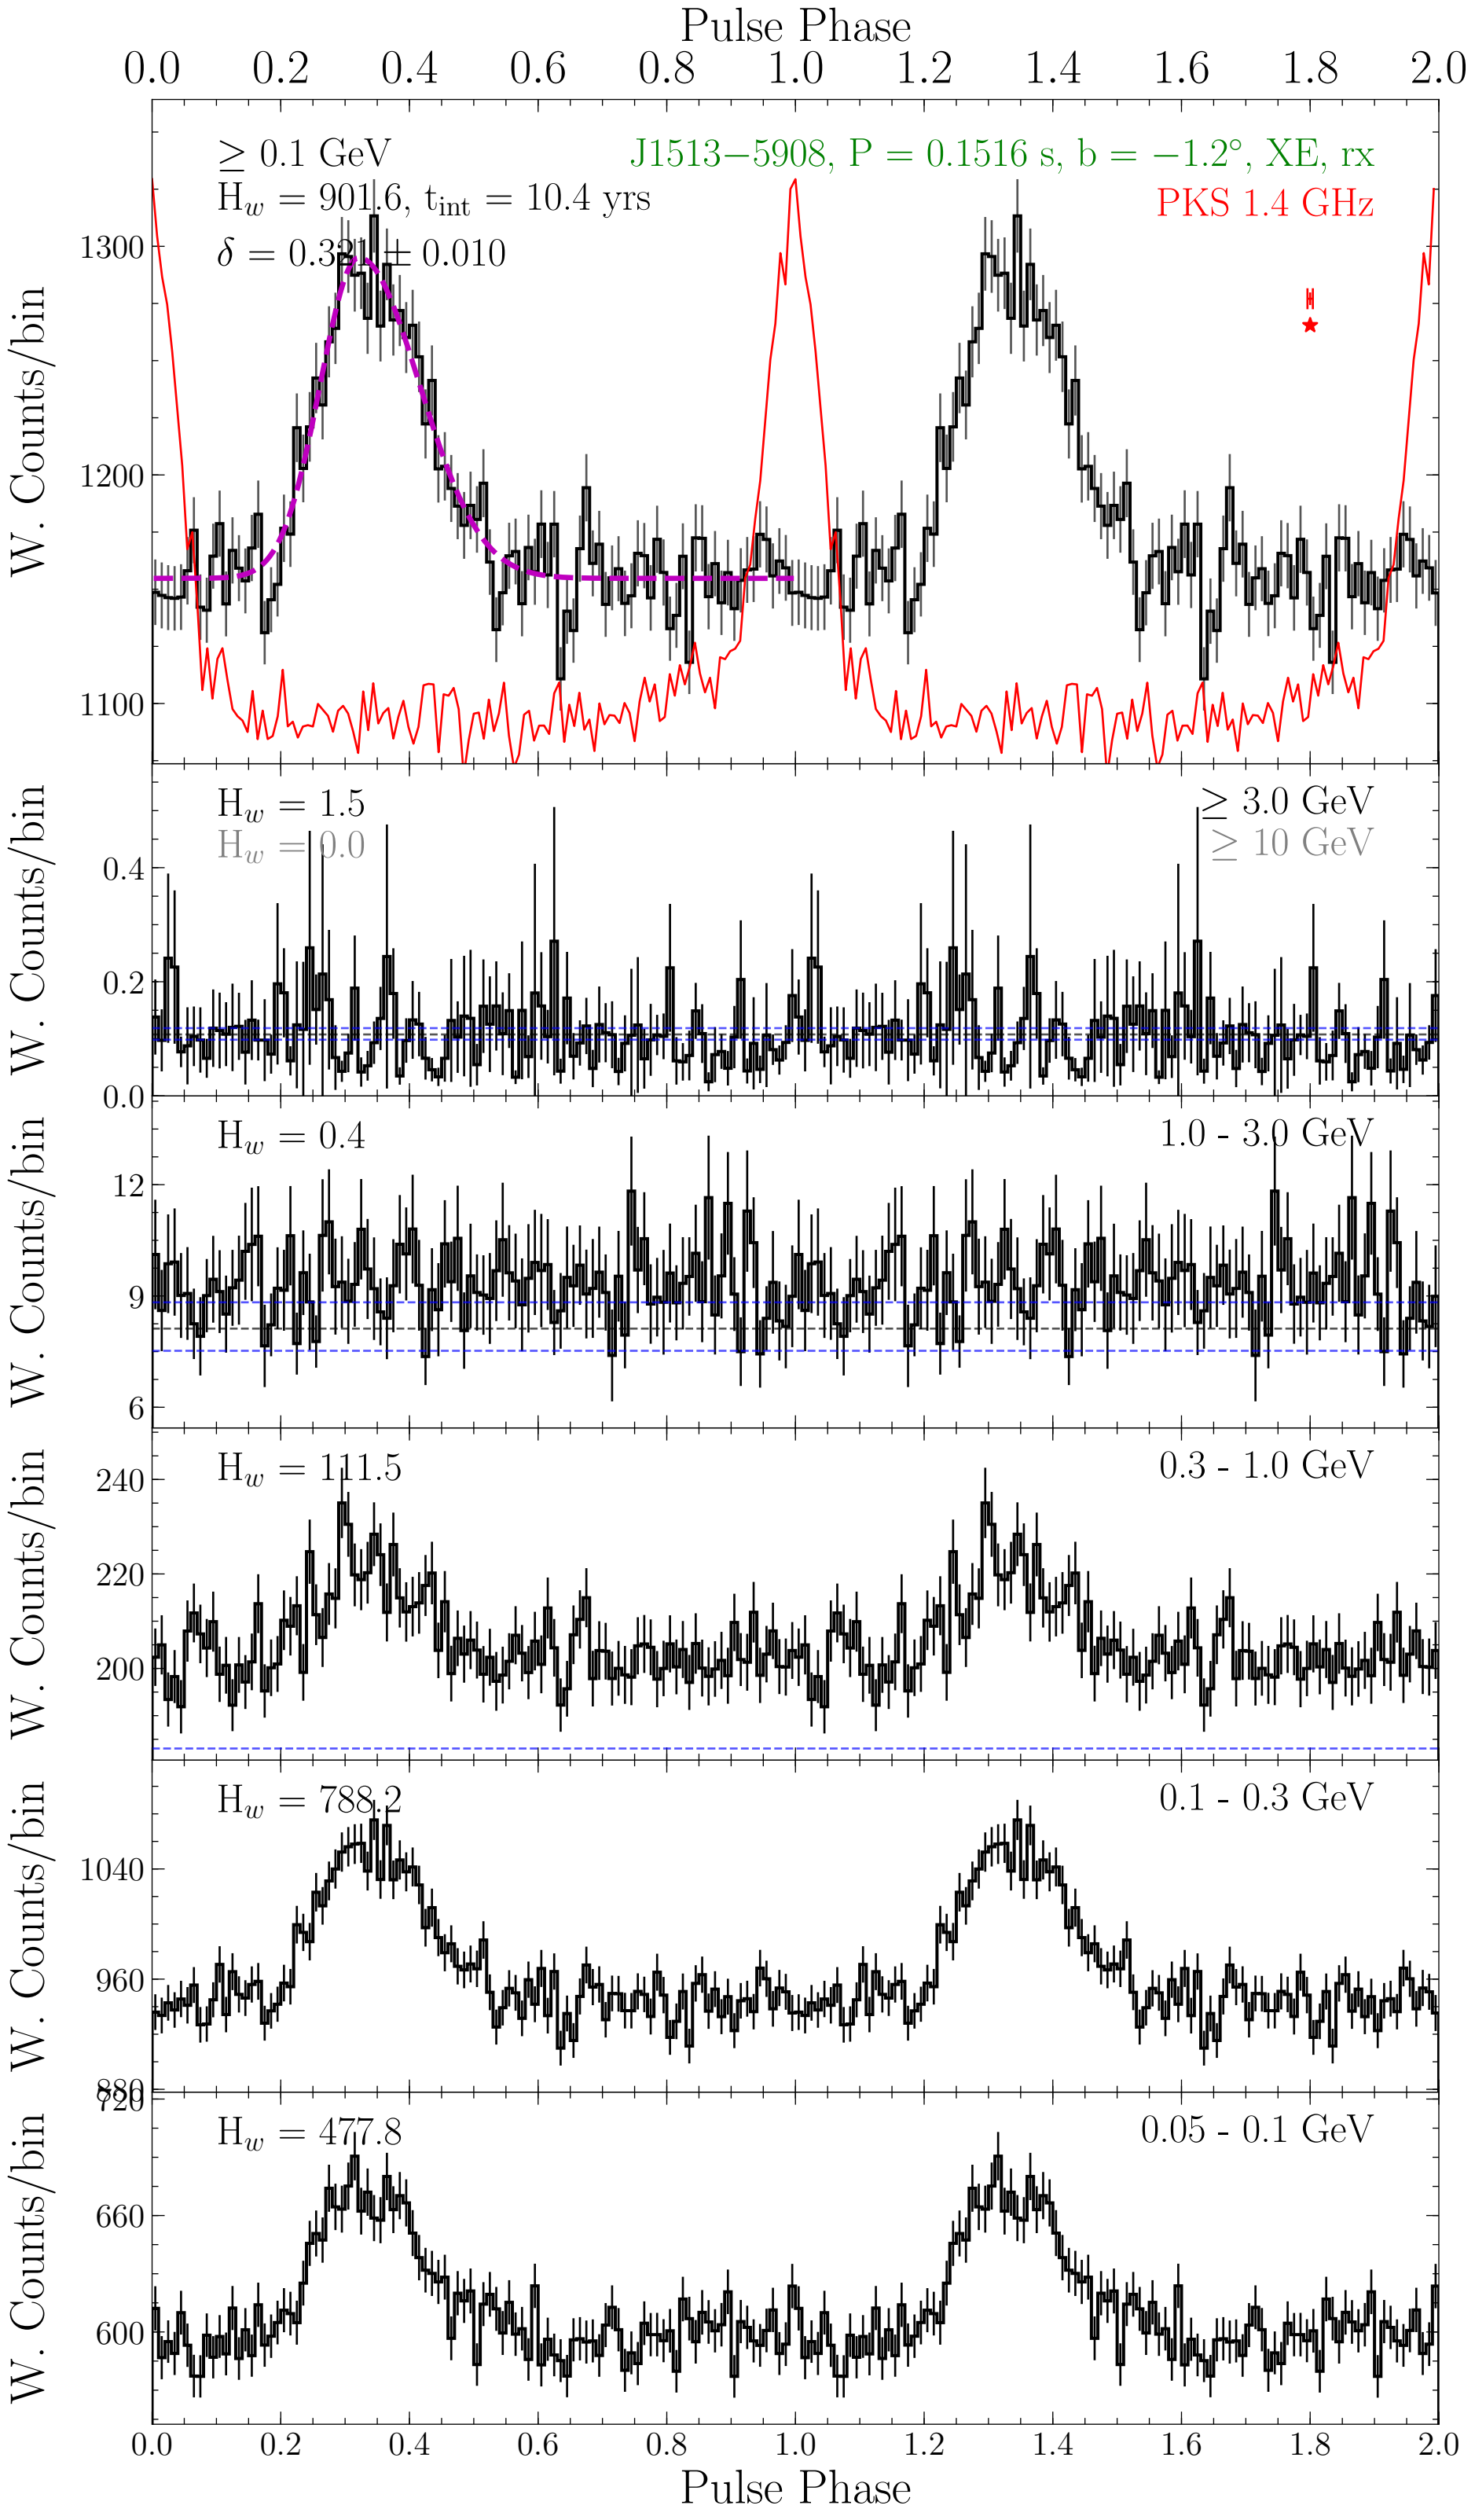 Pulse Phase
0.0 0.2 0.4 0.6 0.8 1.0 1.2 1.4 1.6 1.8 2.0
≥ 0.1 GeV
J1513−5908, P = 0.1516 s, b = −1.2°, XE, rx
H_w = 901.6, t_int = 10.4 yrs
PKS 1.4 GHz
δ = 0.321 ± 0.010
1300
1200
1100
W. Counts/bin
H_w = 1.5
≥ 3.0 GeV
H_w = 0.0
≥ 10 GeV
0.4
0.2
0.0
W. Counts/bin
H_w = 0.4
1.0 - 3.0 GeV
12
9
6
W. Counts/bin
H_w = 111.5
0.3 - 1.0 GeV
240
220
200
W. Counts/bin
H_w = 788.2
0.1 - 0.3 GeV
1040
960
880
W. Counts/bin
720
H_w = 477.8
0.05 - 0.1 GeV
660
600
W. Counts/bin
0.0 0.2 0.4 0.6 0.8 1.0 1.2 1.4 1.6 1.8 2.0
Pulse Phase